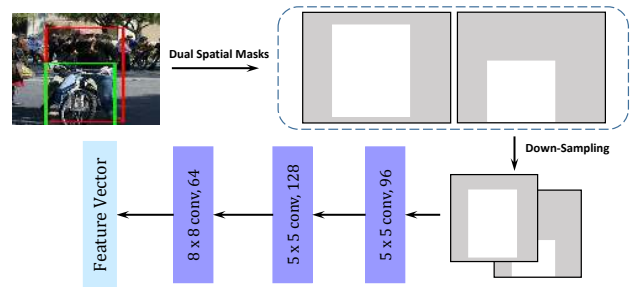 Dual Spatial Masks
Down-Sampling
5 x 5 conv, 96
5 x 5 conv, 128
8 x 8 conv, 64
Feature Vector